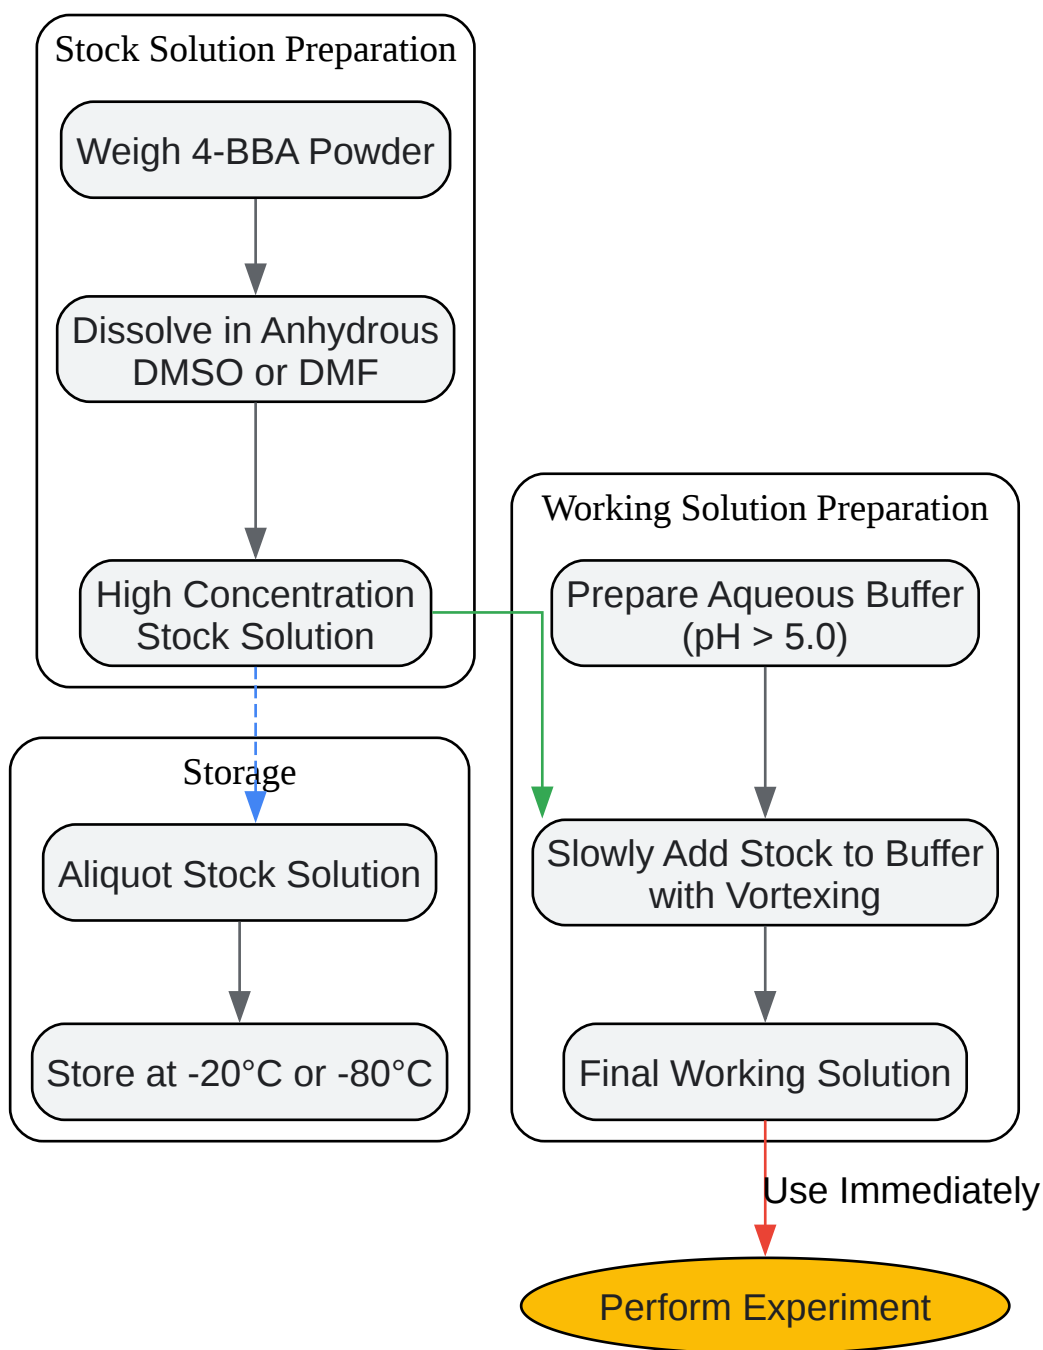 Stock Solution Preparation
Weigh 4-BBA Powder
Dissolve in Anhydrous
DMSO or DMF
High Concentration
Stock Solution
Storage
Aliquot Stock Solution
Store at -20°C or -80°C
Working Solution Preparation
Prepare Aqueous Buffer
(pH > 5.0)
Slowly Add Stock to Buffer
with Vortexing
Final Working Solution
Use Immediately
Perform Experiment